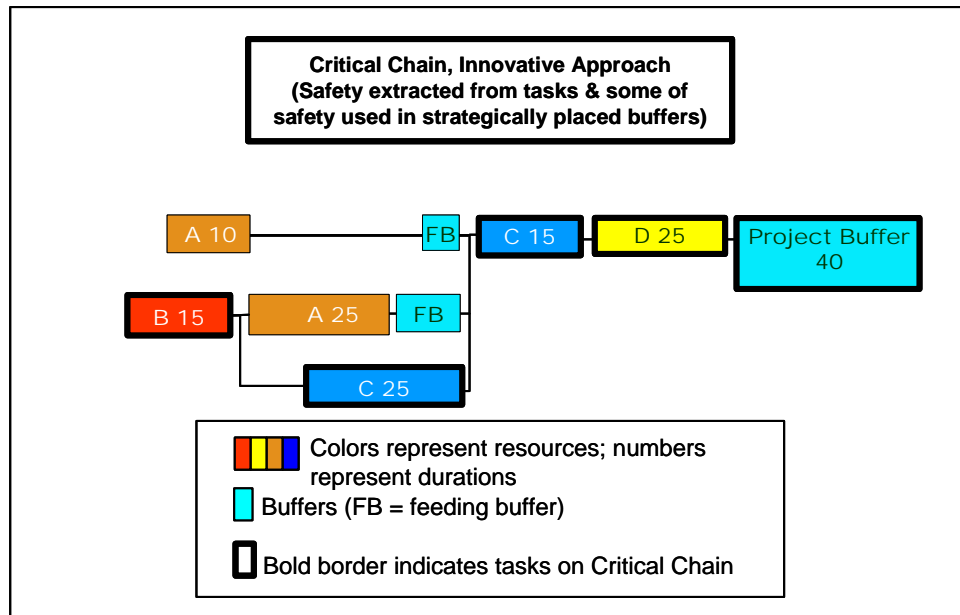 Critical Chain, Innovative Approach
(Safety extracted from tasks & some of
safety used in strategically placed buffers)
A 10
FB
C 15
D 25
Project Buffer
40
B 15
A 25
FB
C 25
Colors represent resources; numbers
represent durations
Buffers (FB = feeding buffer)
Bold border indicates tasks on Critical Chain